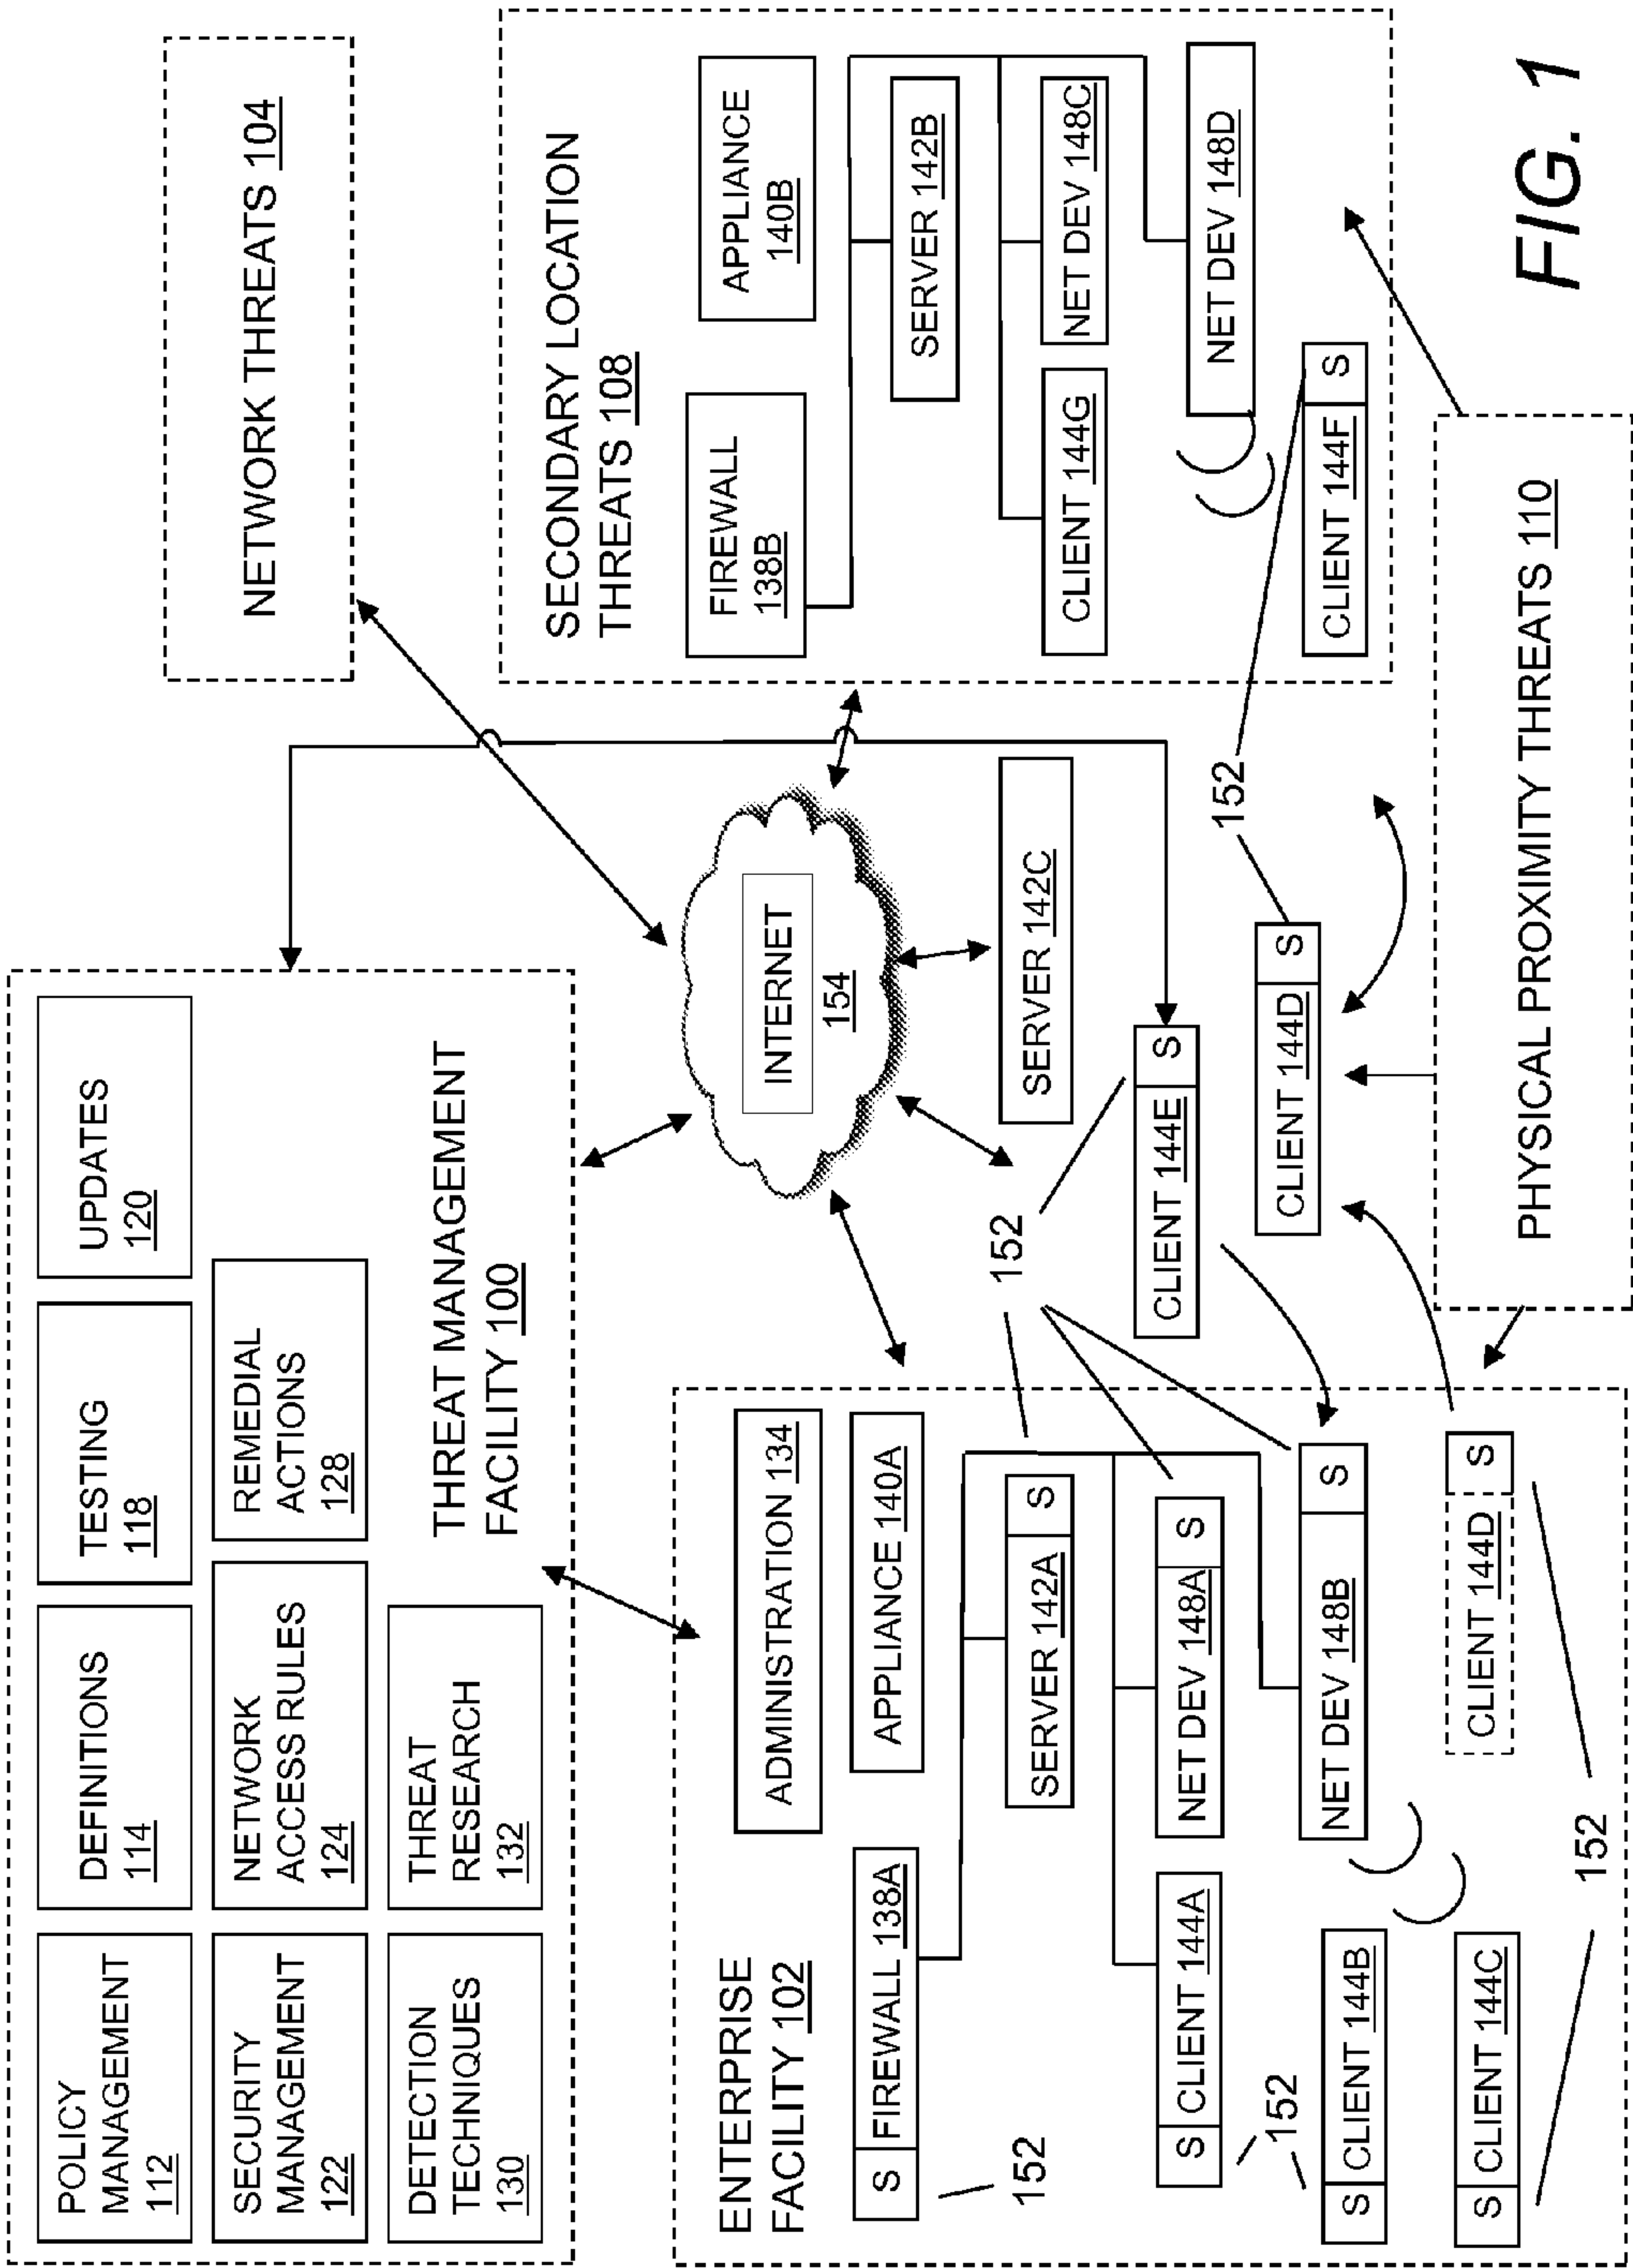 POLICY
MANAGEMENT
112
DEFINITIONS
114
TESTING
118
UPDATES
120
SECURITY
MANAGEMENT
122
NETWORK
ACCESS RULES
124
REMEDIAL
ACTIONS
128
DETECTION
TECHNIQUES
130
THREAT
RESEARCH
132
THREAT MANAGEMENT
FACILITY 100
NETWORK THREATS 104
INTERNET
154
SECONDARY LOCATION
THREATS 108
FIREWALL
138B
APPLIANCE
140B
SERVER 142B
CLIENT 144G
NET DEV 148C
NET DEV 148D
CLIENT 144F S
ENTERPRISE
FACILITY 102
ADMINISTRATION 134
S FIREWALL 138A
APPLIANCE 140A
152
SERVER 142A S
152
SERVER 142C
S CLIENT 144A
NET DEV 148A S
CLIENT 144E S
152
152
S CLIENT 144B
NET DEV 148B S
CLIENT 144D S
S CLIENT 144C
CLIENT 144D S
152
PHYSICAL PROXIMITY THREATS 110
FIG. 1